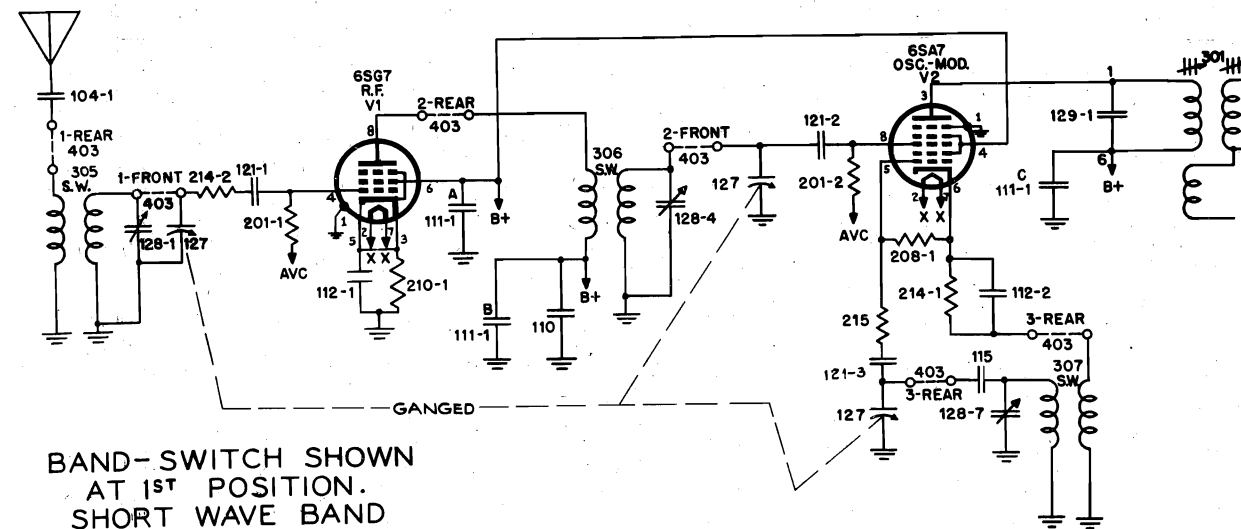 104-1
1-REAR
403
305
S.W.
1-FRONT
403
128-1
127
214-2
121-1
201-1
AVC
6SG7
R.F.
V1
8
4
1
6
5
2
7
3
X X
112-1
210-1
2-REAR
403
A
111-1
B+
B
111-1
110
B+
306
S.W.
2-FRONT
403
128-4
127
121-2
201-2
AVC
6SA7
OSC.-MOD.
V2
3
8
5
1
4
2
6
X X
208-1
214-1
112-2
215
121-3
127
3-REAR
403
403
3-REAR
115
128-7
307
S.W.
1
129-1
6
B+
C
111-1
301
GANGED
BAND-SWITCH SHOWN
AT 1ST POSITION.
SHORT WAVE BAND